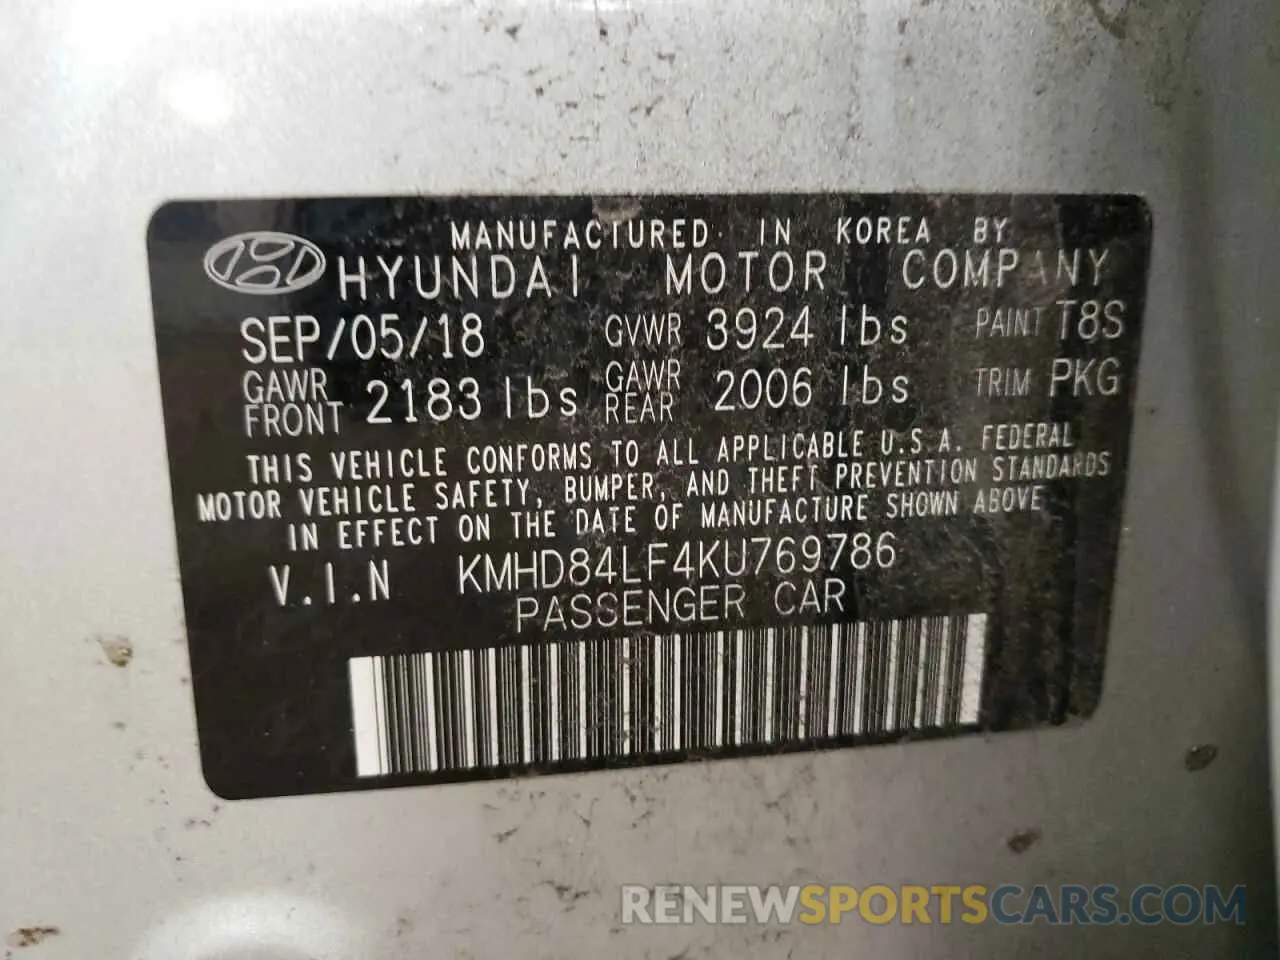 MANUFACTURED IN KOREA BY
HYUNDAI MOTOR COMPANY
SEP/05/18 GVWR 3924 lbs PAINT T8S
GAWR FRONT 2183 lbs GAWR REAR 2006 lbs TRIM PKG
THIS VEHICLE CONFORMS TO ALL APPLICABLE U.S.A. FEDERAL
MOTOR VEHICLE SAFETY, BUMPER, AND THEFT PREVENTION STANDARDS
IN EFFECT ON THE DATE OF MANUFACTURE SHOWN ABOVE
V.I.N KMHD84LF4KU769786
PASSENGER CAR
RENEWSPORTSCARS.COM